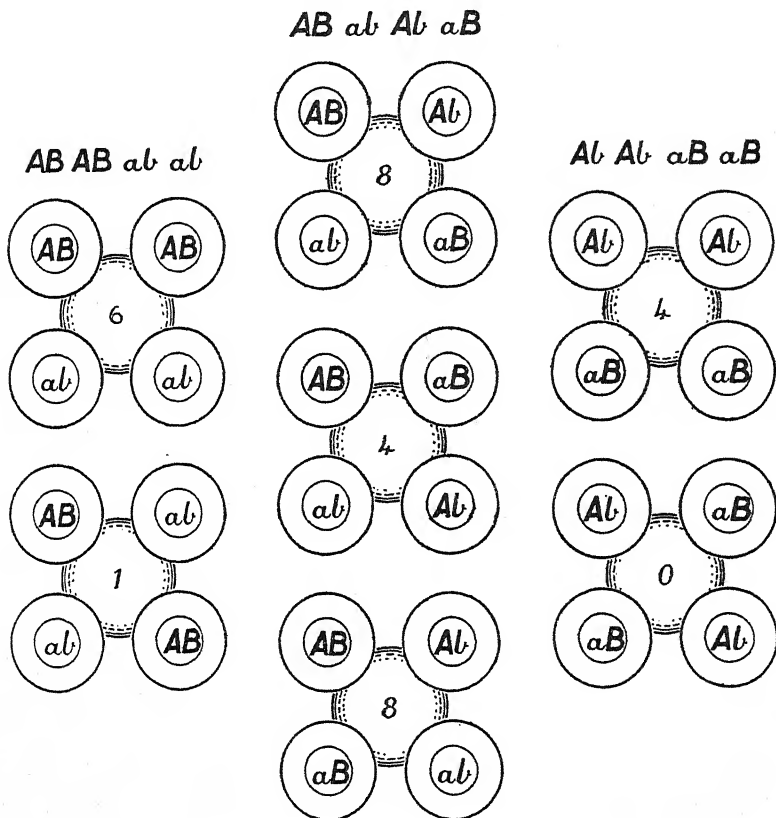 AB AB ab ab
AB AB
6
ab ab
AB ab
1
ab AB
AB ab Ab aB
AB Ab
8
ab aB
AB aB
4
ab Ab
AB Ab
8
aB ab
Ab Ab aB aB
Ab Ab
4
aB aB
Ab aB
0
aB Ab